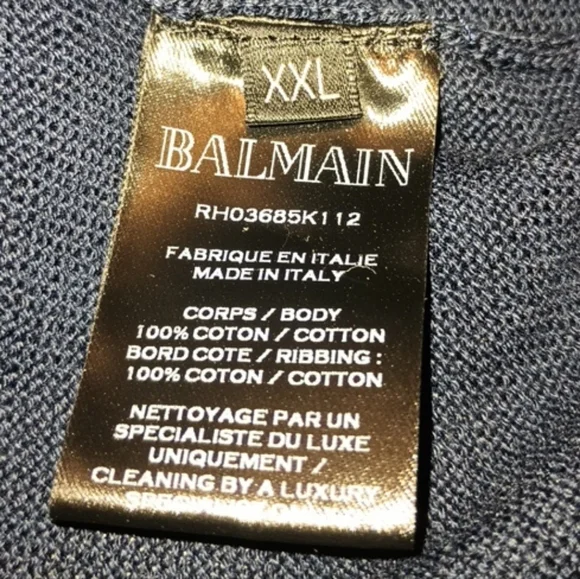 XXL
BALMAIN
RH03685K112
FABRIQUE EN ITALIE
MADE IN ITALY
CORPS / BODY
100% COTON / COTTON
BORD COTE / RIBBING :
100% COTON / COTTON
NETTOYAGE PAR UN
SPECIALISTE DU LUXE
UNIQUEMENT /
CLEANING BY A LUXURY